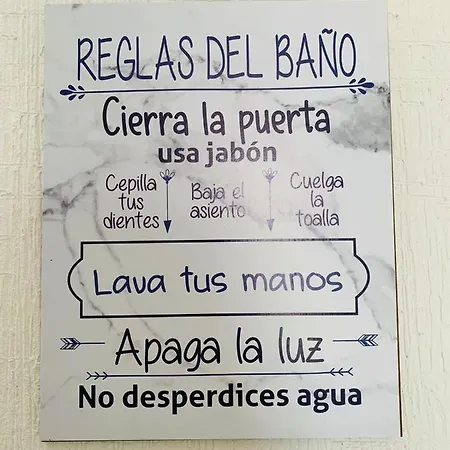 REGLAS DEL BAÑO
Cierra la puerta
usa jabón
Cepilla
tus
dientes
Baja el
asiento
Cuelga
la
toalla
Lava tus manos
Apaga la luz
No desperdices agua